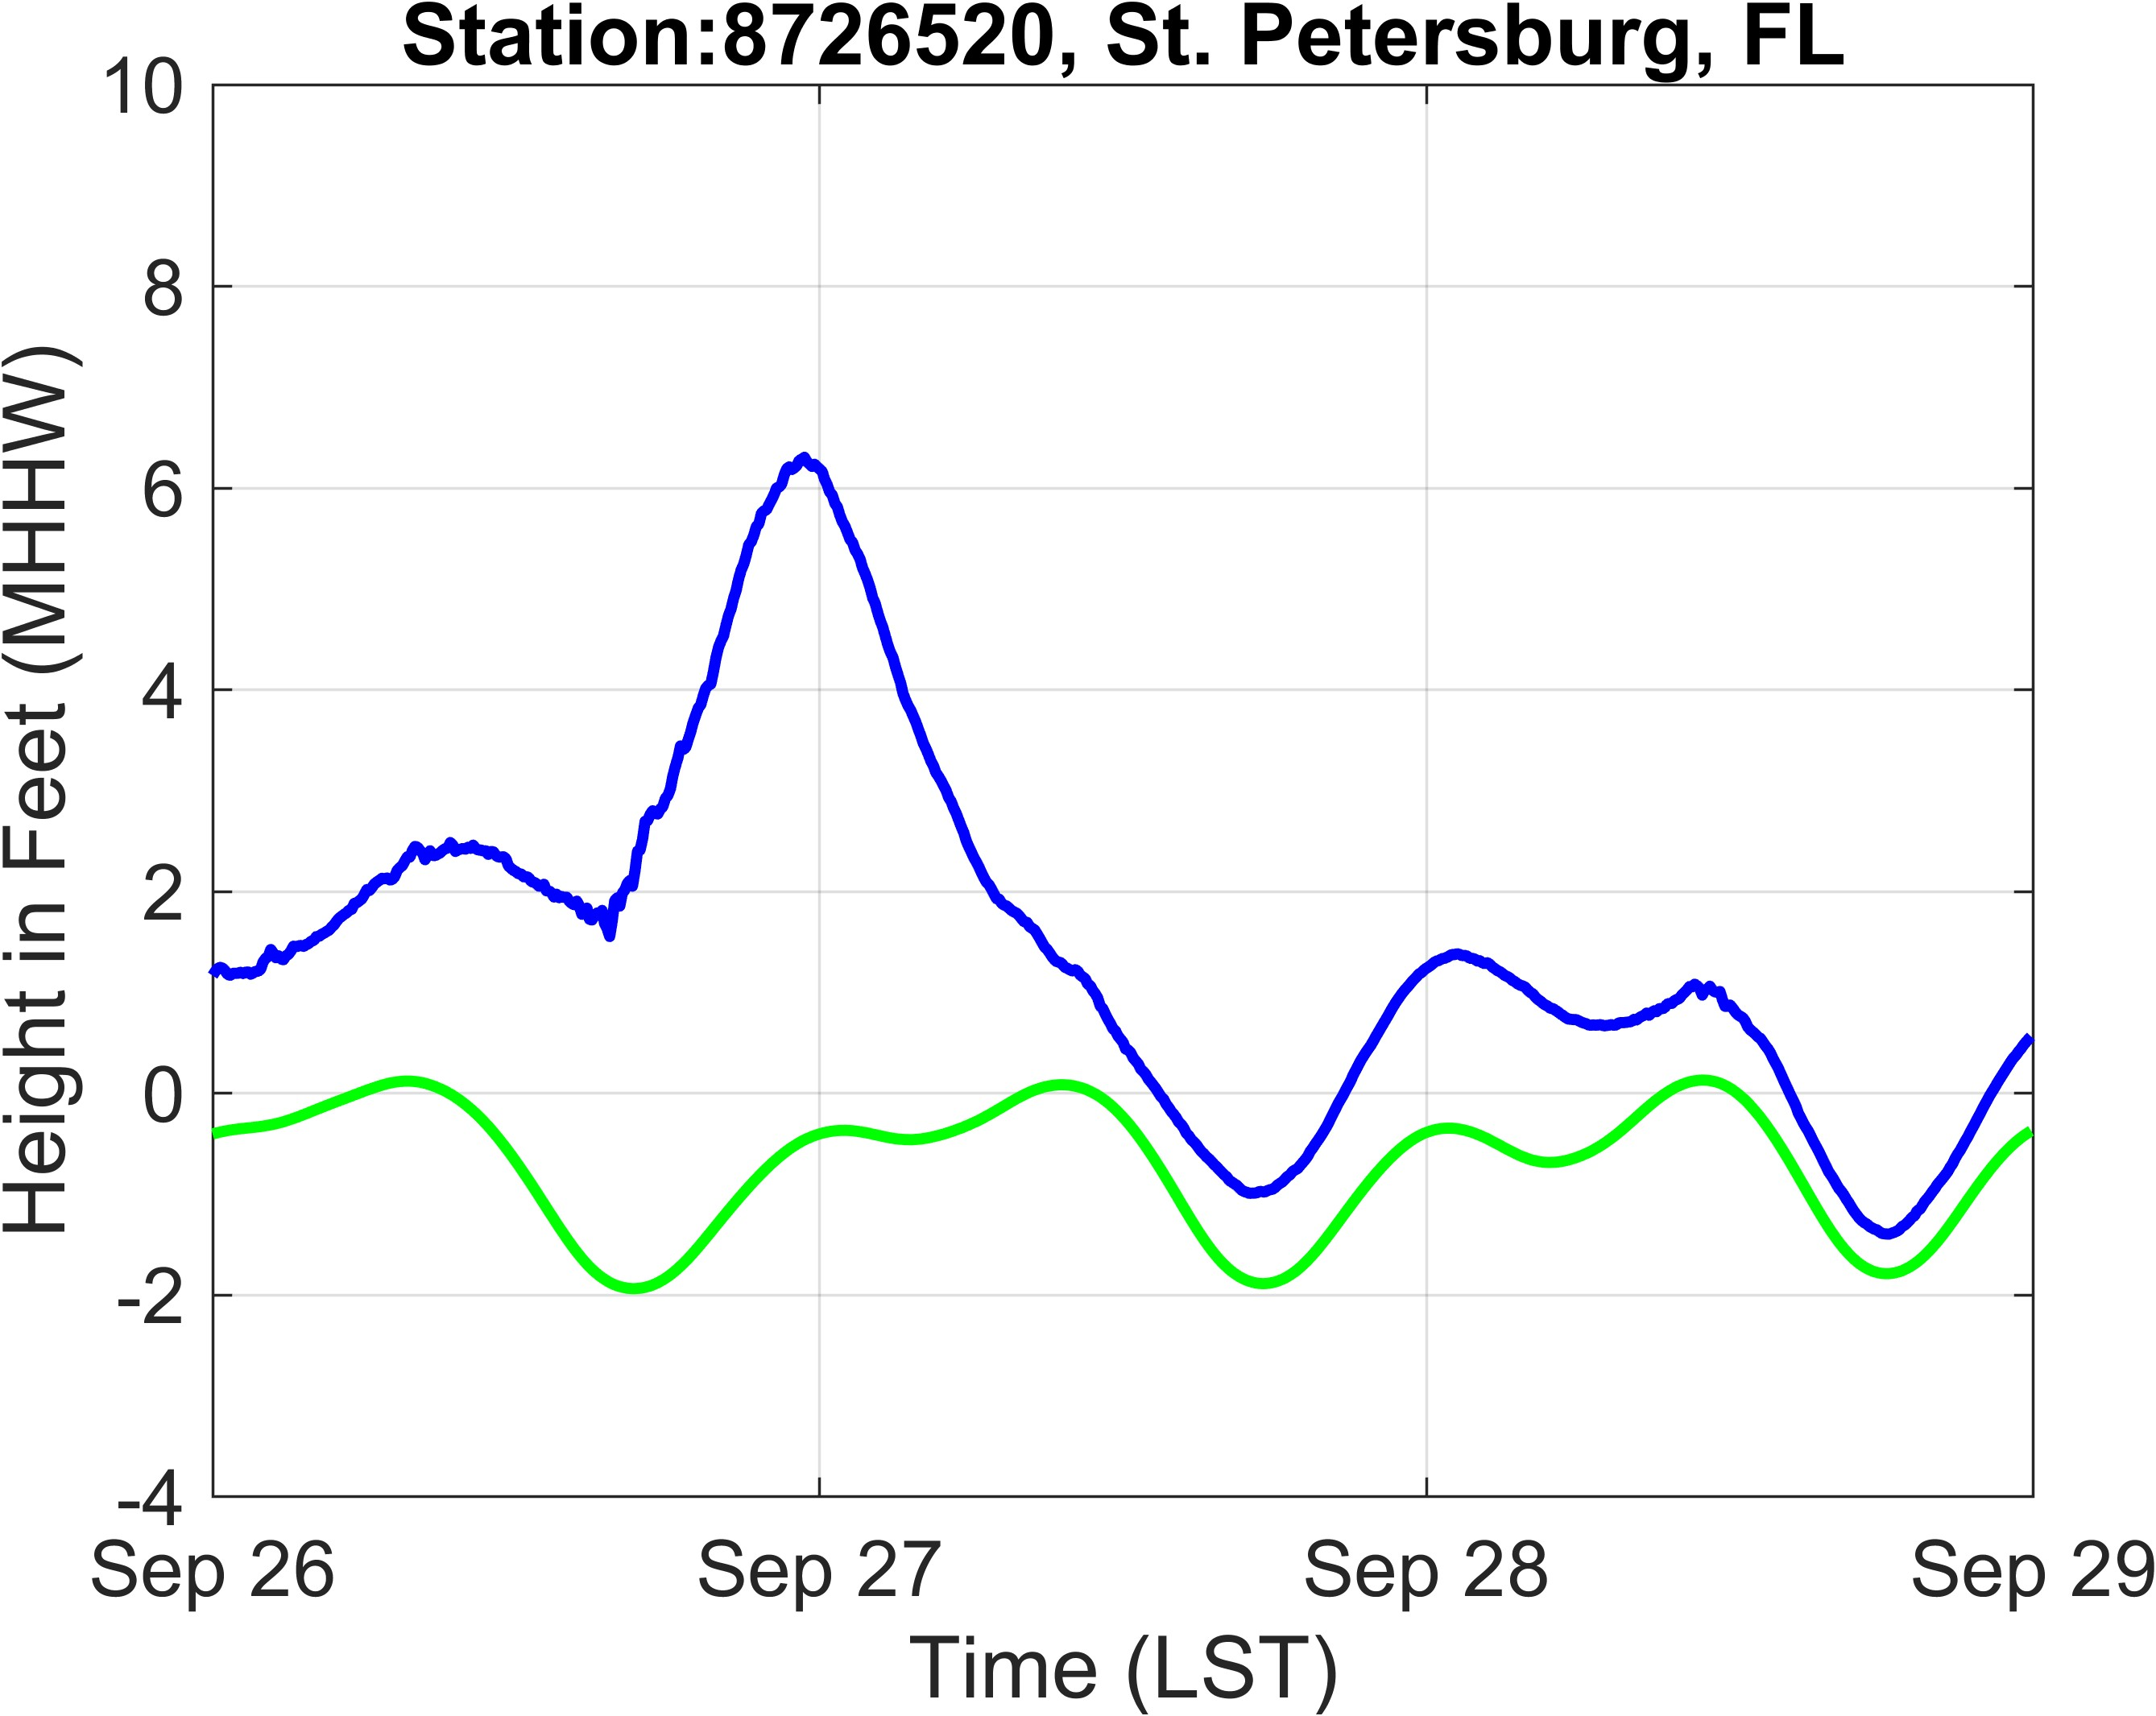 Station:8726520, St. Petersburg, FL
Height in Feet (MHHW)
10
8
6
4
2
0
-2
-4
Sep 26 Sep 27 Sep 28 Sep 29
Time (LST)